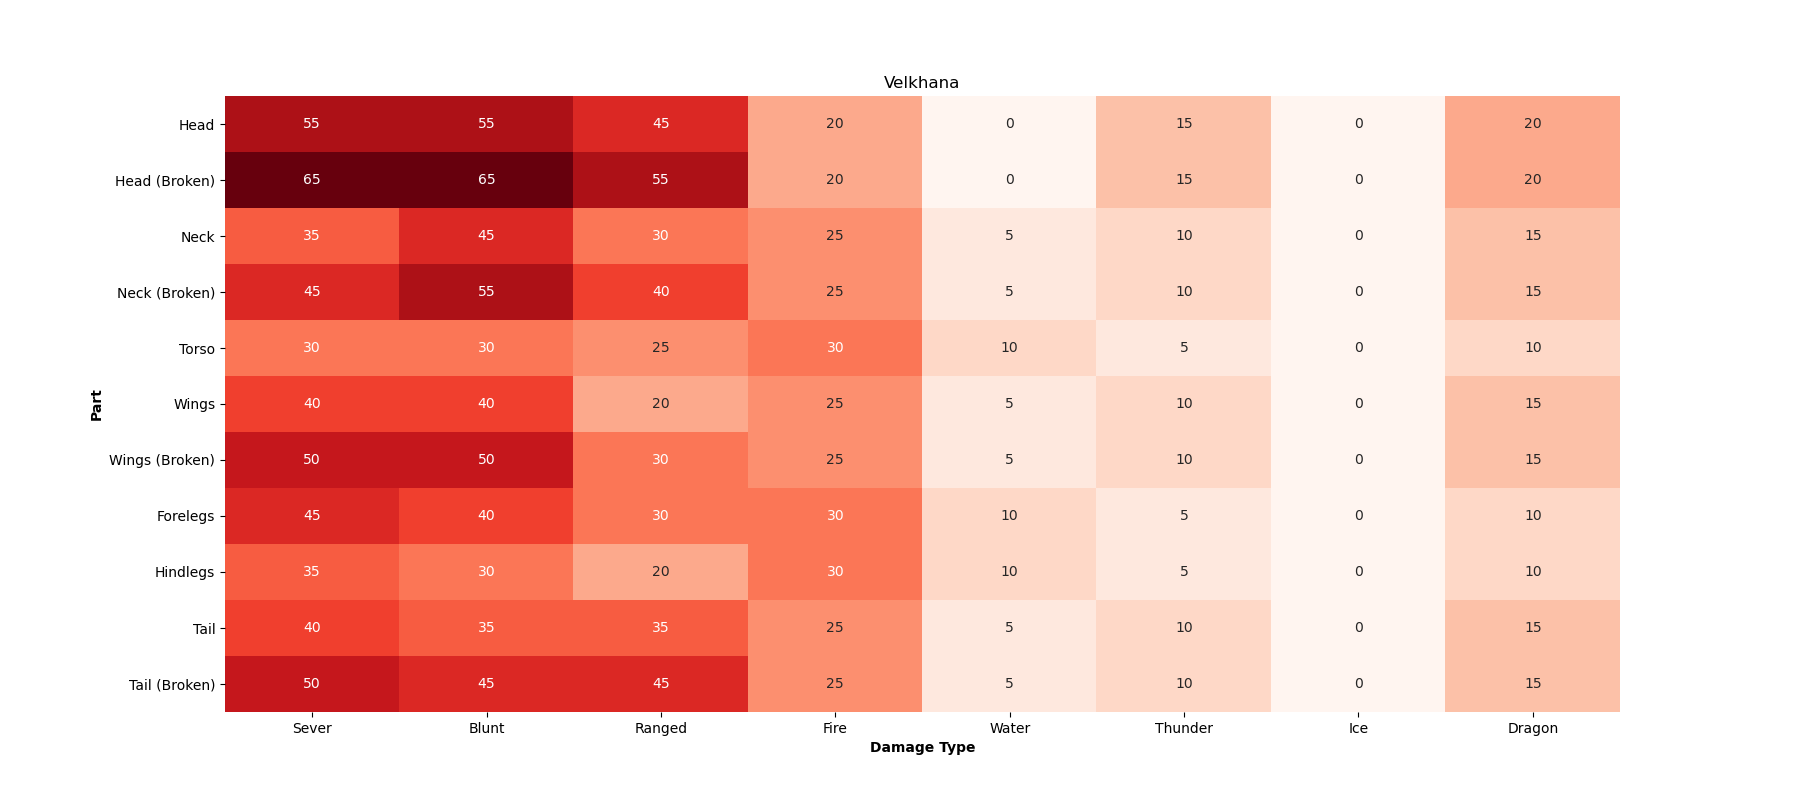 Velkhana
Part
Head 55 55 45 20 0 15 0 20
Head (Broken) 65 65 55 20 0 15 0 20
Neck 35 45 30 25 5 10 0 15
Neck (Broken) 45 55 40 25 5 10 0 15
Torso 30 30 25 30 10 5 0 10
Wings 40 40 20 25 5 10 0 15
Wings (Broken) 50 50 30 25 5 10 0 15
Forelegs 45 40 30 30 10 5 0 10
Hindlegs 35 30 20 30 10 5 0 10
Tail 40 35 35 25 5 10 0 15
Tail (Broken) 50 45 45 25 5 10 0 15
Sever Blunt Ranged Fire Water Thunder Ice Dragon
Damage Type